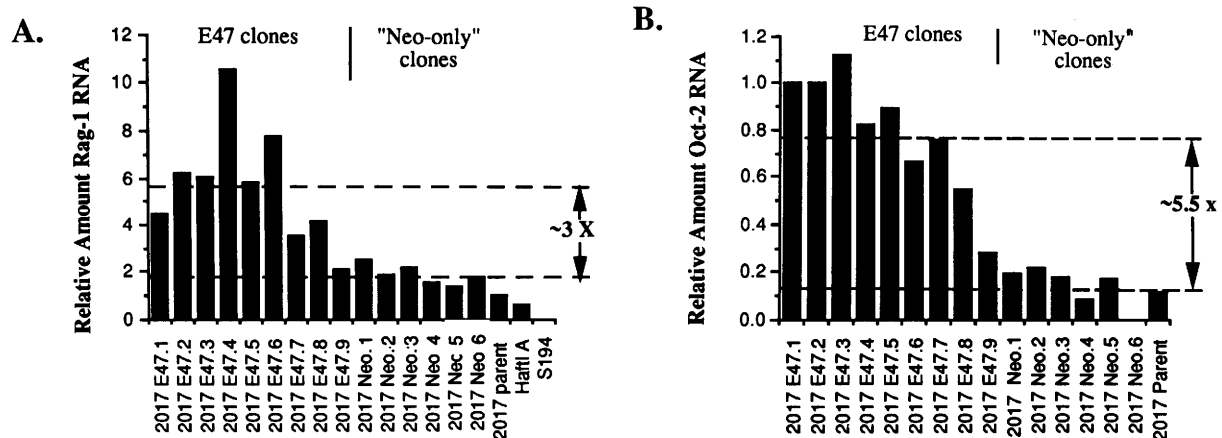 A.
Relative Amount Rag-1 RNA
12
10
8
6
4
2
0
E47 clones
"Neo-only"
clones
~3 X
2017 E47.1
2017 E47.2
2017 E47.3
2017 E47.4
2017 E47.5
2017 E47.6
2017 E47.7
2017 E47.8
2017 E47.9
2017 Neo.1
2017 Neo.:2
2017 Neo.:3
2017 Neo 4
2017 Nec 5
2017 Neo 6
2017 parent
Haftl A
S194
B.
Relative Amount Oct-2 RNA
1.2
1.0
0.8
0.6
0.4
0.2
0.0
E47 clones
"Neo-only"
clones
~5.5 x
2017 E47.1
2017 E47.2
2017 E47.3
2017 E47.4
2017 E47.5
2017 E47.6
2017 E47.7
2017 E47.8
2017 E47.9
2017 Neo.1
2017 Neo.2
2017 Neo.3
2017 Neo.4
2017 Neo.5
2017 Neo.6
2017 Parent